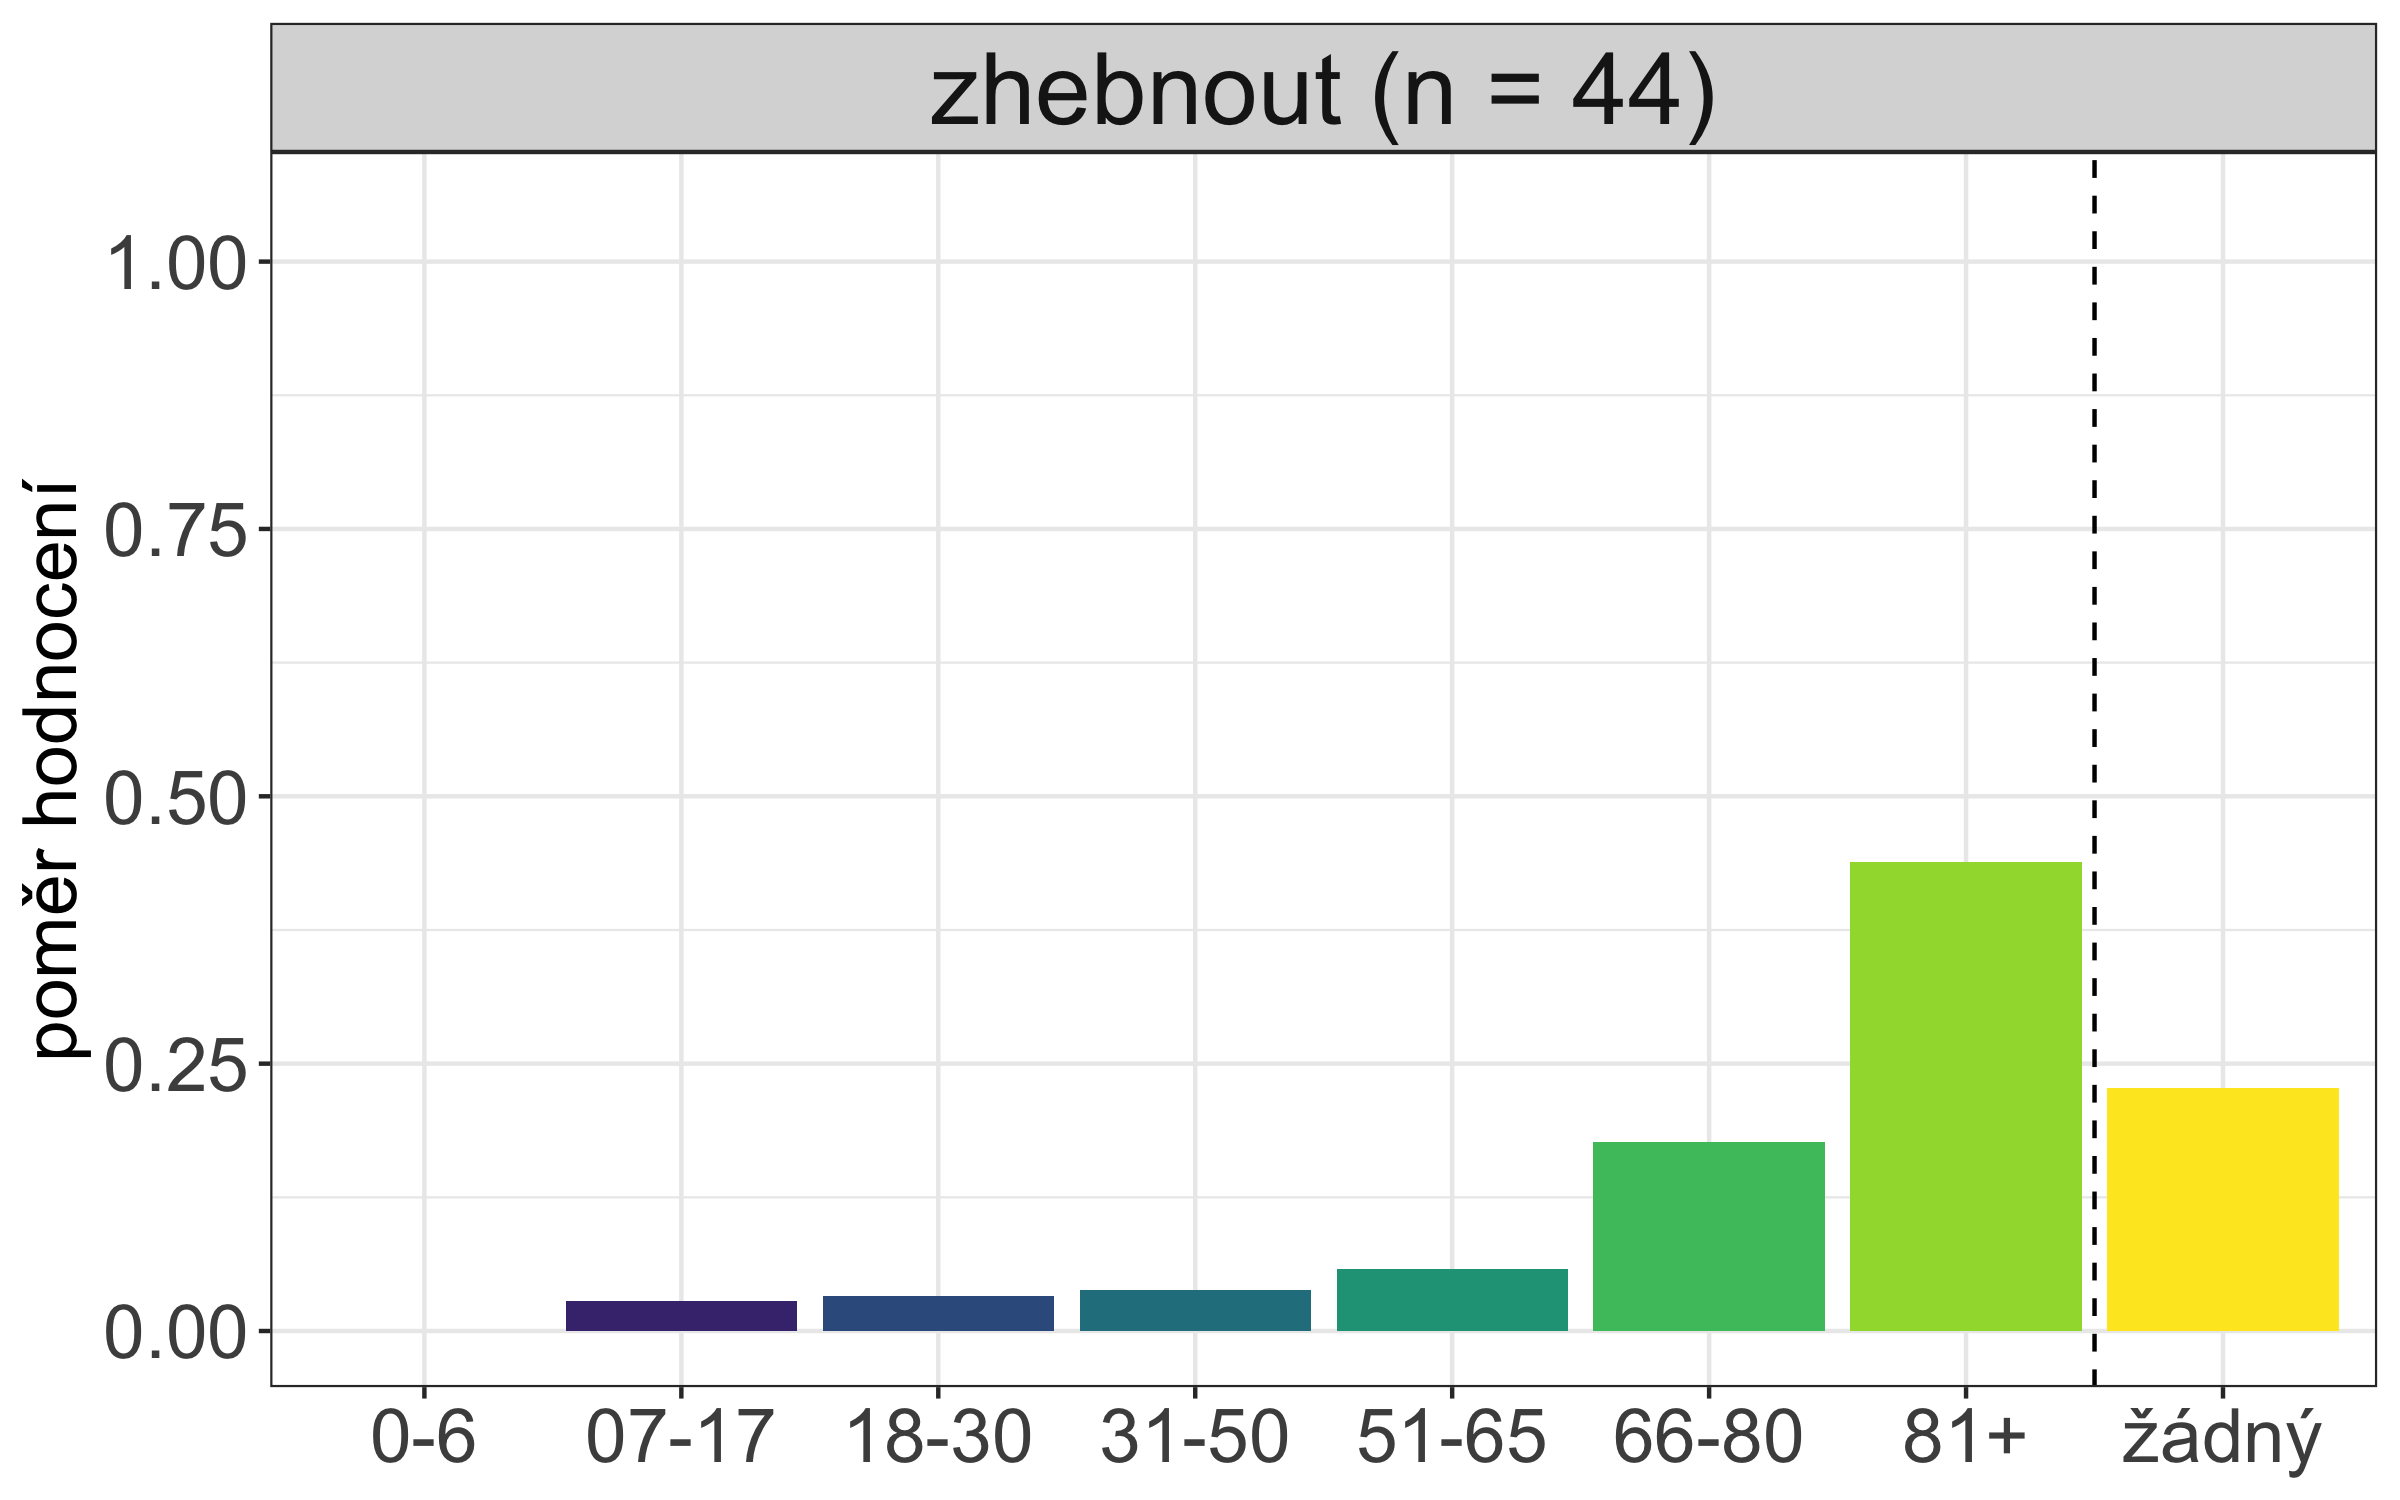 zhebnout (n = 44)
poměr hodnocení
1.00
0.75
0.50
0.25
0.00
0-6 07-17 18-30 31-50 51-65 66-80 81+ žádný